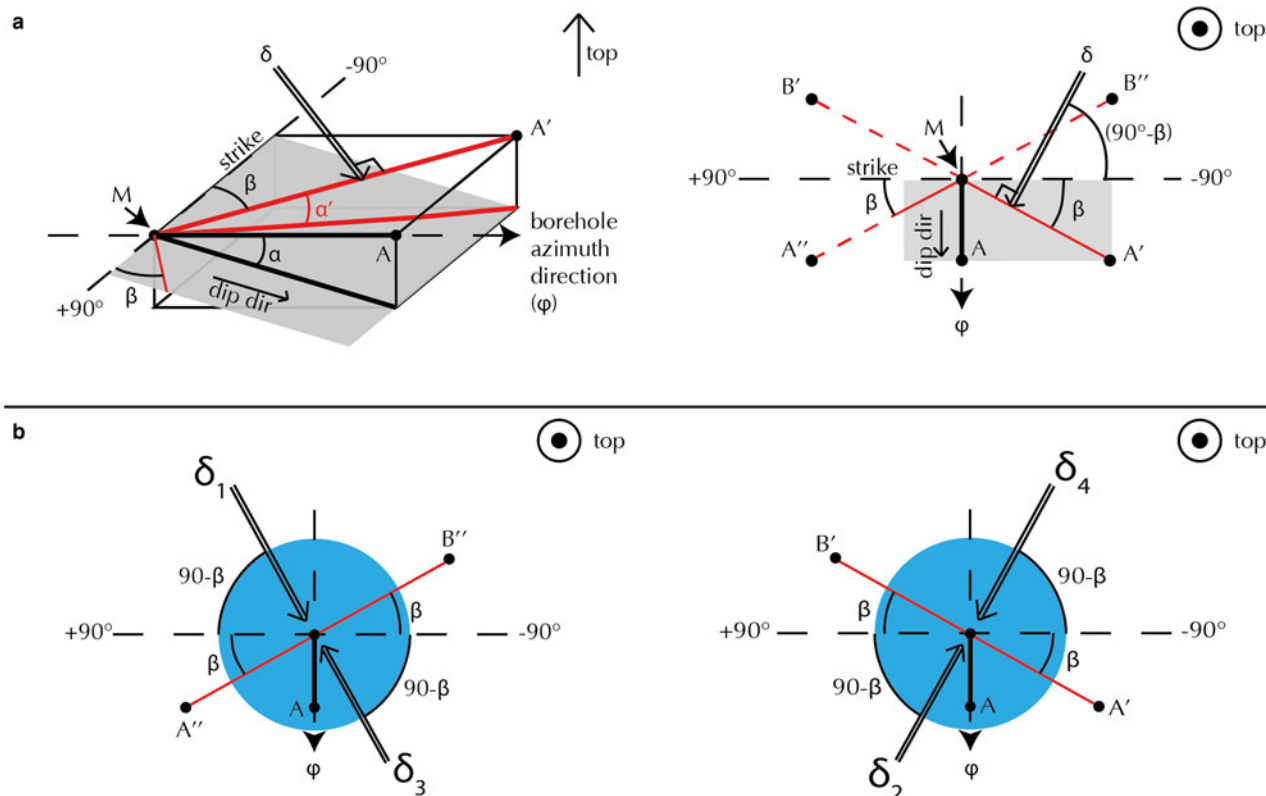 a
δ
-90°
top
A'
strike
β
M
α'
borehole
azimuth
direction
(φ)
A
α
dip dir
β
+90°
top
δ
B'
B''
M
(90°-β)
+90°
strike
-90°
β
β
A''
dip dir
A
A'
φ
b
top
δ1
B''
90-β
β
+90°
-90°
β
90-β
A''
A
φ
δ3
top
δ4
B'
90-β
β
+90°
-90°
β
90-β
A
A'
δ2
φ